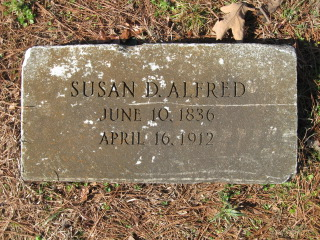 SUSAN D. ALFRED
JUNE 10, 1836
APRIL 16, 1912